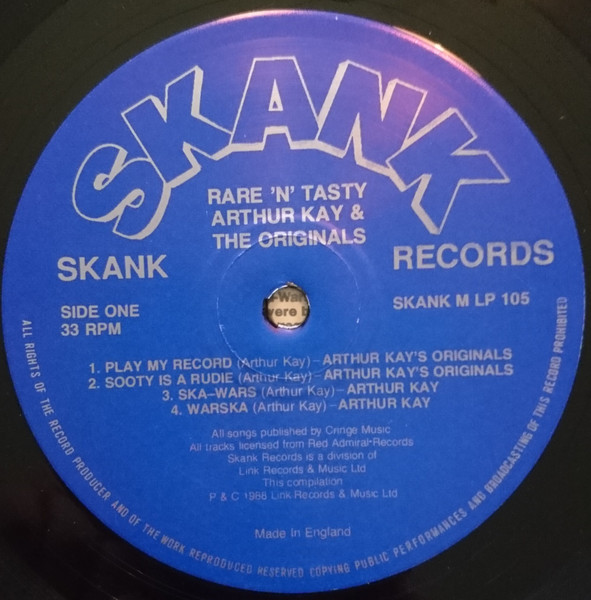 SKANK
RARE 'N' TASTY
ARTHUR KAY &
THE ORIGINALS
SKANK
RECORDS
SIDE ONE
33 RPM
SKANK M LP 105
1. PLAY MY RECORD (Arthur Kay) – ARTHUR KAY'S ORIGINALS
2. SOOTY IS A RUDIE (Arthur Kay) – ARTHUR KAY'S ORIGINALS
3. SKA-WARS (Arthur Kay) – ARTHUR KAY
4. WARSKA (Arthur Kay) – ARTHUR KAY
All songs published by Cringe Music
All tracks licensed from Red Admiral Records
Skank Records is a division of
Link Records & Music Ltd
This compilation
P & C 1988 Link Records & Music Ltd
Made in England
ALL RIGHTS OF THE RECORD PRODUCER AND OF THE WORK REPRODUCED RESERVED COPYING PUBLIC PERFORMANCES AND BROADCASTING OF THIS RECORD PROHIBITED